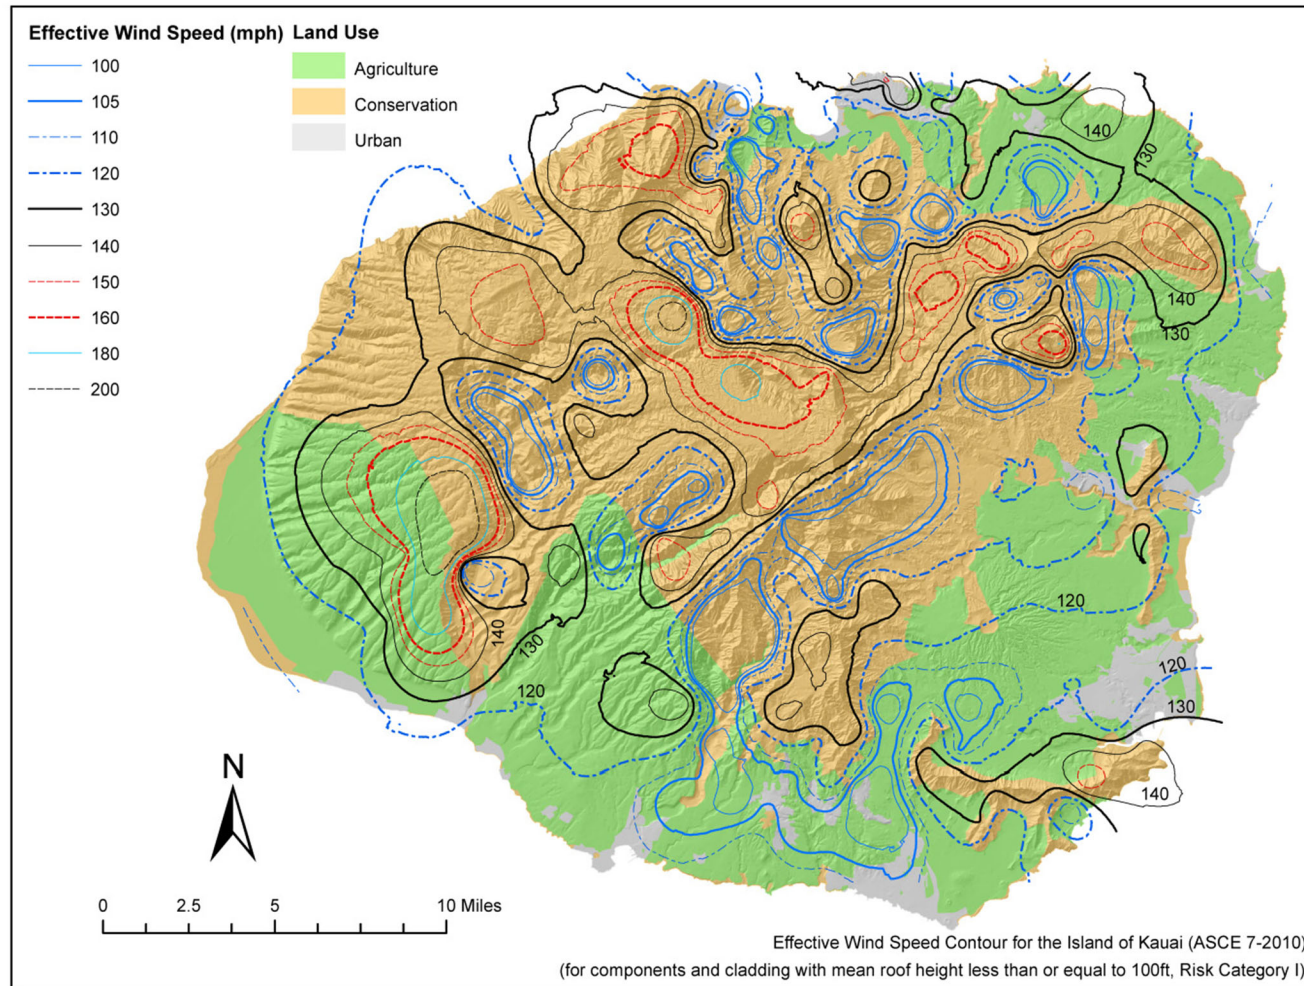 Effective Wind Speed (mph)
100
105
110
120
130
140
150
160
180
200
Land Use
Agriculture
Conservation
Urban
140
130
140
130
120
120
130
140
140
130
120
N
0 2.5 5 10 Miles
Effective Wind Speed Contour for the Island of Kauai (ASCE 7-2010)
(for components and cladding with mean roof height less than or equal to 100ft, Risk Category I)